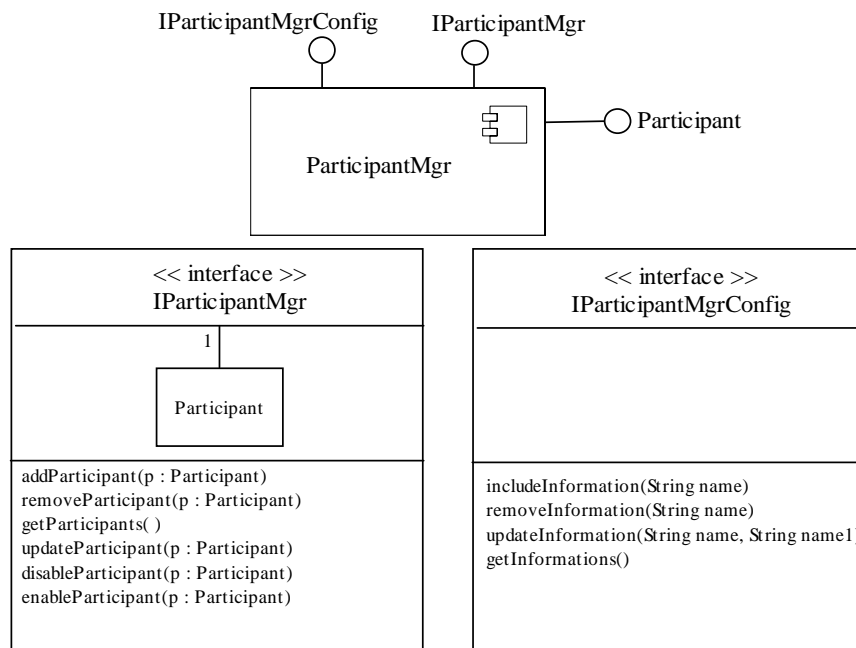 IParticipantMgrConfig
IParticipantMgr
Participant
ParticipantMgr
<< interface >>
IParticipantMgr
1
Participant
addParticipant(p : Participant)
removeParticipant(p : Participant)
getParticipants( )
updateParticipant(p : Participant)
disableParticipant(p : Participant)
enableParticipant(p : Participant)
<< interface >>
IParticipantMgrConfig
includeInformation(String name)
removeInformation(String name)
updateInformation(String name, String name1)
getInformations()